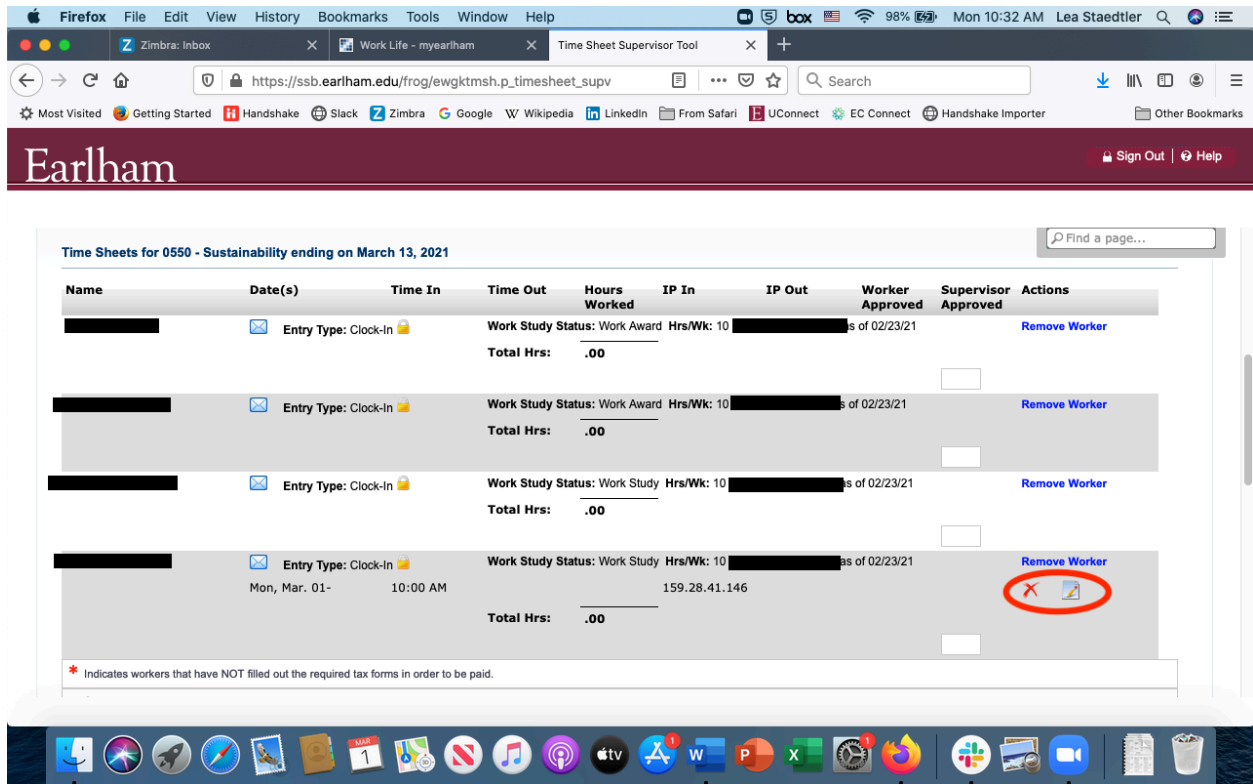 Firefox File Edit View History Bookmarks Tools Window Help box 98% Mon 10:32 AM Lea Staedtler
Zimbra: Inbox Work Life - myearlham Time Sheet Supervisor Tool
https://ssb.earlham.edu/frog/ewgktmsh.p_timesheet_supv Search
Most Visited Getting Started Handshake Slack Zimbra Google Wikipedia LinkedIn From Safari UConnect EC Connect Handshake Importer Other Bookmarks
Earlham Sign Out | Help
Find a page...
Time Sheets for 0550 - Sustainability ending on March 13, 2021
Name Date(s) Time In Time Out Hours Worked IP In IP Out Worker Approved Supervisor Approved Actions
Entry Type: Clock-In Work Study Status: Work Award Hrs/Wk: 10 as of 02/23/21 Remove Worker
Total Hrs: .00
Entry Type: Clock-In Work Study Status: Work Award Hrs/Wk: 10 s of 02/23/21 Remove Worker
Total Hrs: .00
Entry Type: Clock-In Work Study Status: Work Study Hrs/Wk: 10 as of 02/23/21 Remove Worker
Total Hrs: .00
Entry Type: Clock-In Work Study Status: Work Study Hrs/Wk: 10 as of 02/23/21 Remove Worker
Mon, Mar. 01- 10:00 AM 159.28.41.146
Total Hrs: .00
* Indicates workers that have NOT filled out the required tax forms in order to be paid.
MAR
1
tv 1 W P X 1